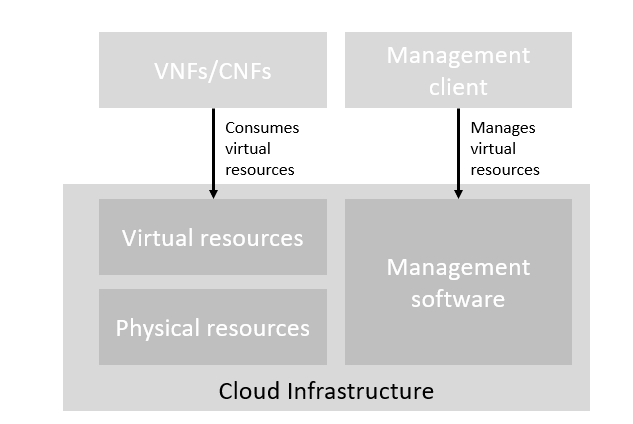 VNFs/CNFs
Management
client
Consumes
virtual
resources
Manages
virtual
resources
Virtual resources
Management
software
Physical resources
Cloud Infrastructure